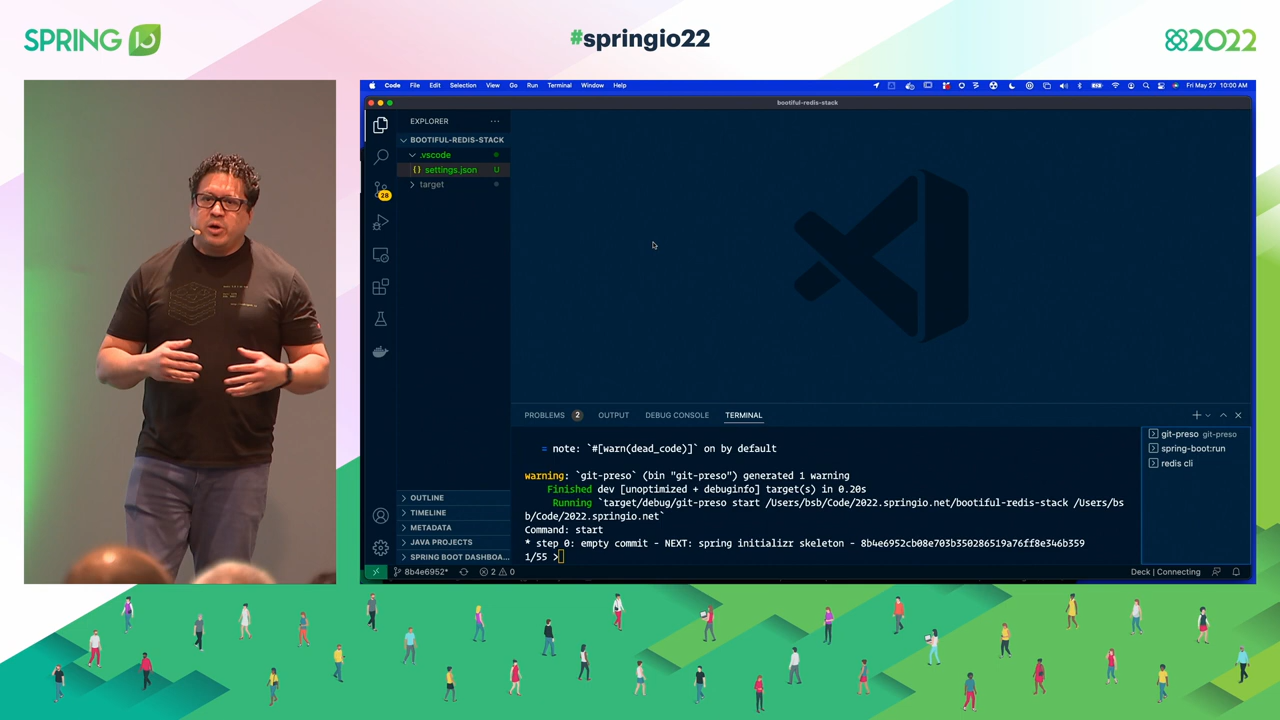 SPRING IO
#springio22
2022
Code File Edit Selection View Go Run Terminal Window Help
Fri May 27 10:00 AM
bootiful-redis-stack
EXPLORER
BOOTIFUL-REDIS-STACK
.vscode
settings.json U
target
28
OUTLINE
TIMELINE
METADATA
JAVA PROJECTS
SPRING BOOT DASHBOA...
PROBLEMS 2 OUTPUT DEBUG CONSOLE TERMINAL
= note: `#[warn(dead_code)]` on by default
warning: `git-preso` (bin "git-preso") generated 1 warning
Finished dev [unoptimized + debuginfo] target(s) in 0.20s
Running `target/debug/git-preso start /Users/bsb/Code/2022.springio.net/bootiful-redis-stack /Users/bs
b/Code/2022.springio.net`
Command: start
* step 0: empty commit - NEXT: spring initializr skeleton - 8b4e6952cb08e703b350286519a76ff8e346b359
1/55 >
git-preso git-preso
spring-boot:run
redis cli
8b4e6952* 2 0
Deck | Connecting